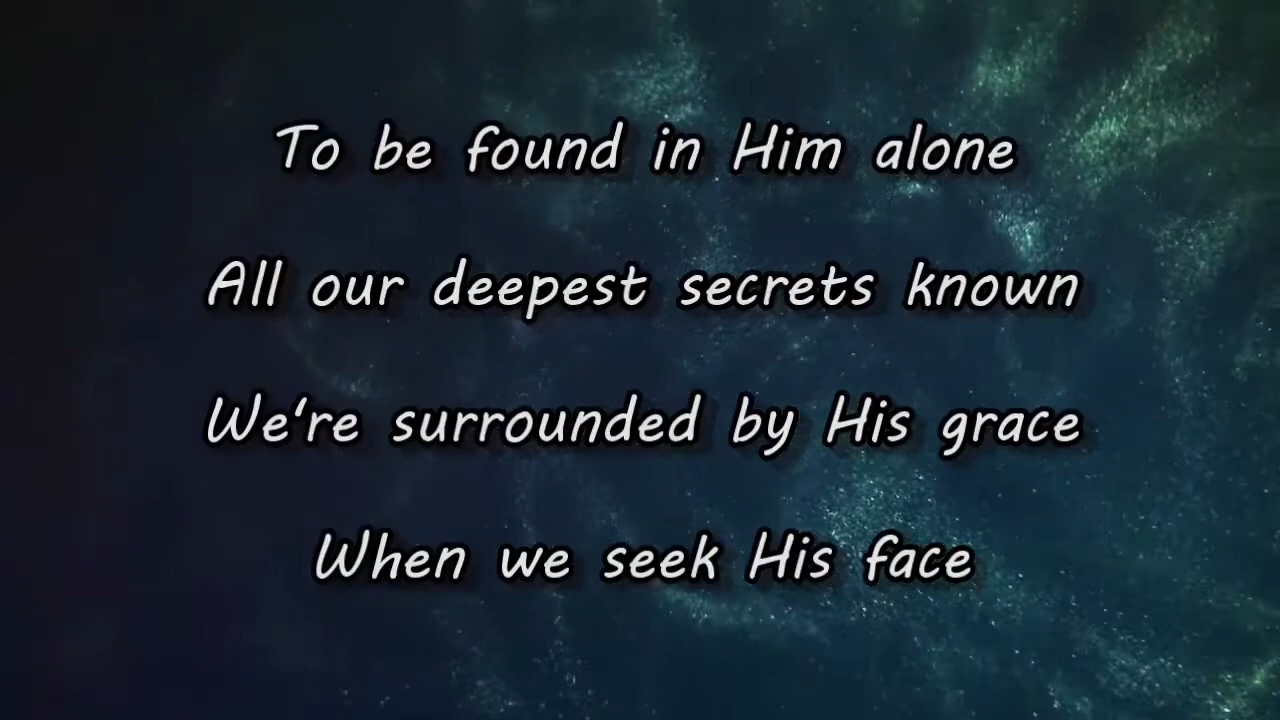 To be found in Him alone
All our deepest secrets known
We're surrounded by His grace
When we seek His face